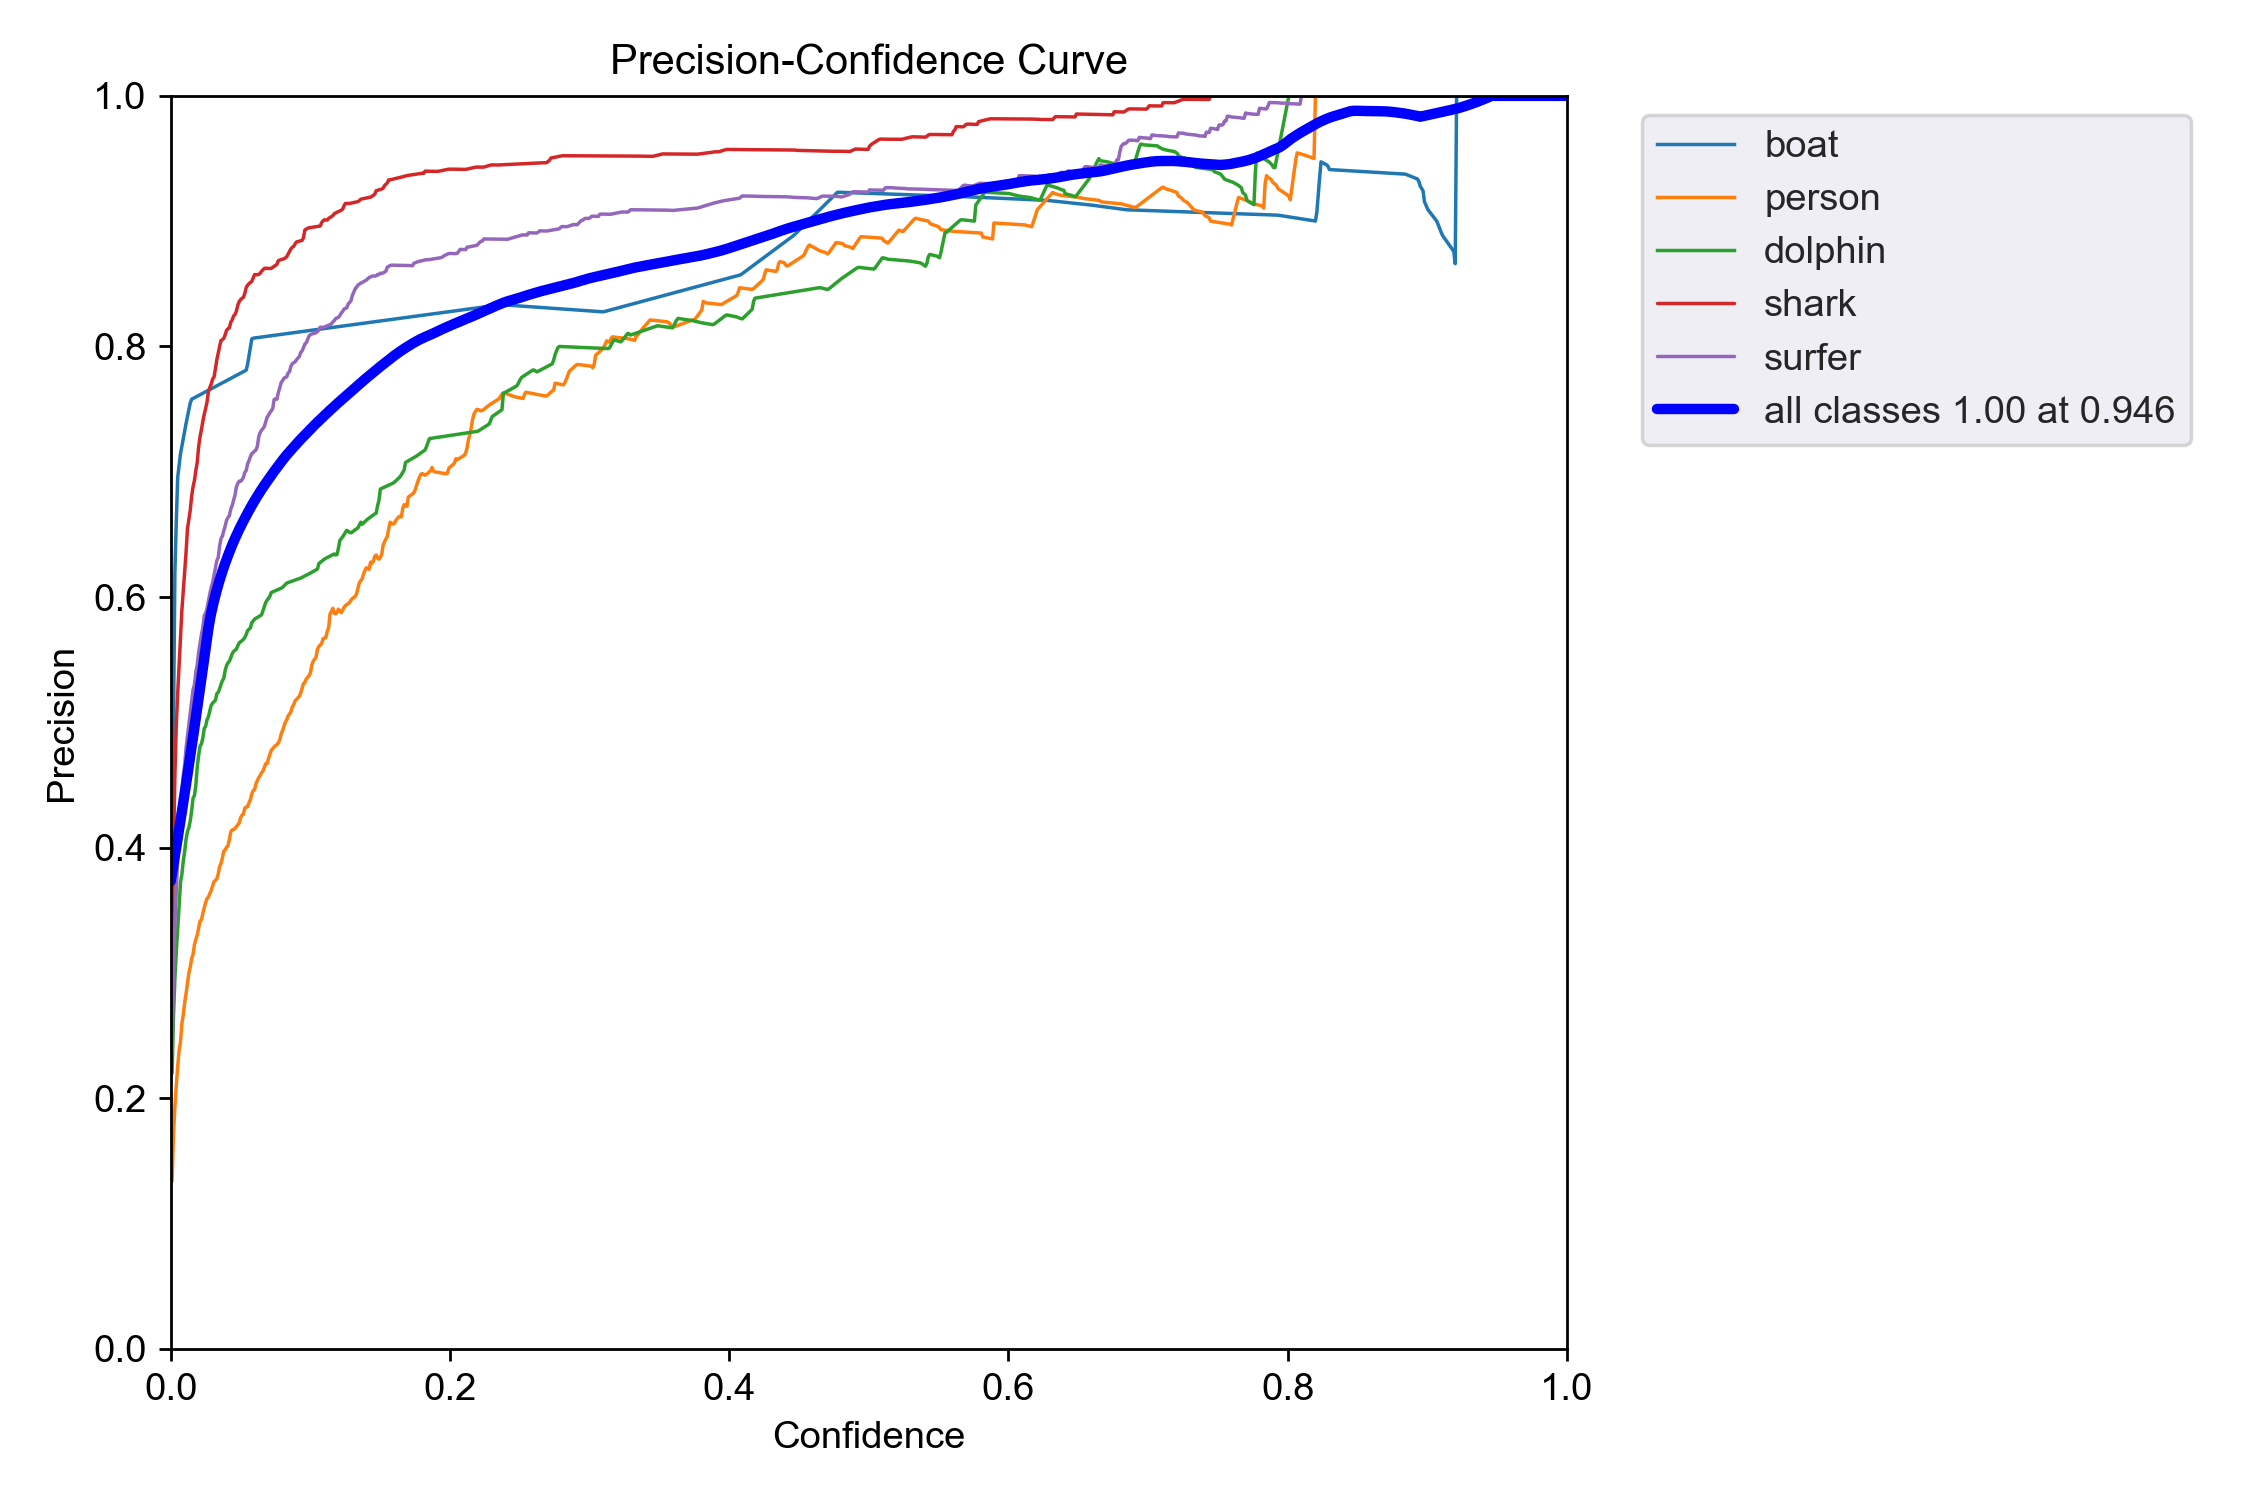 Precision-Confidence Curve
1.0
0.8
0.6
0.4
0.2
0.0
Precision
0.0 0.2 0.4 0.6 0.8 1.0
Confidence
boat
person
dolphin
shark
surfer
all classes 1.00 at 0.946